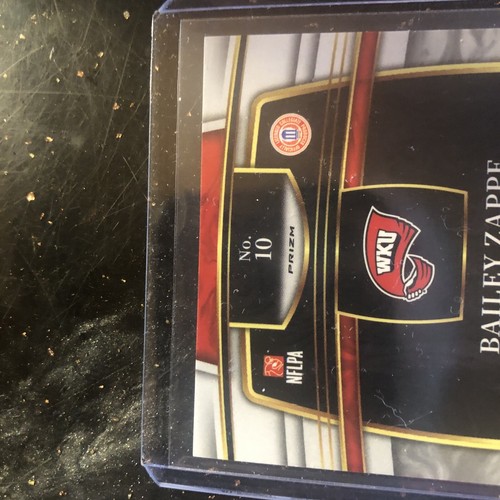 No.
10
PRIZM
NFLPA
WKU
BAILEY ZAPPE